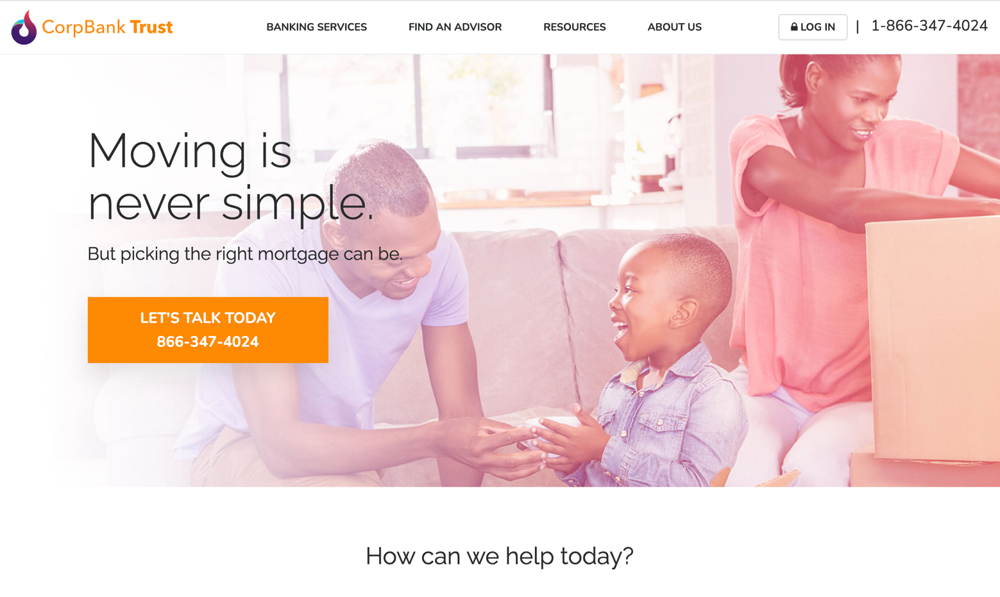 CorpBank Trust
BANKING SERVICES
FIND AN ADVISOR
RESOURCES
ABOUT US
LOG IN
|
1-866-347-4024
Moving is
never simple.
But picking the right mortgage can be.
LET'S TALK TODAY
866-347-4024
How can we help today?